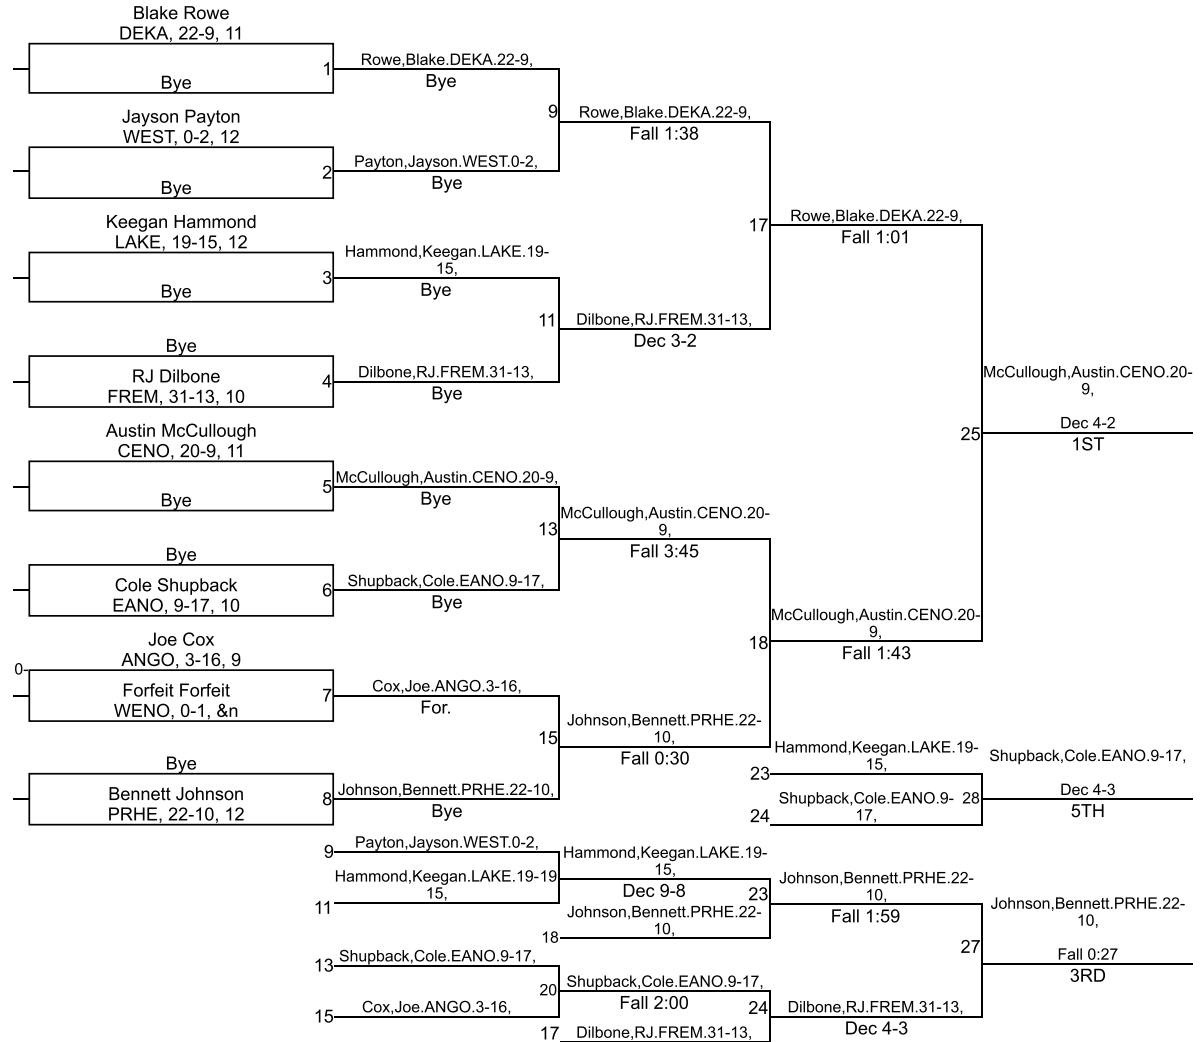 Blake Rowe
DEKA, 22-9, 11
1
Bye
Rowe,Blake.DEKA.22-9,
Bye
9
Rowe,Blake.DEKA.22-9,
Fall 1:38
Jayson Payton
WEST, 0-2, 12
2
Bye
Payton,Jayson.WEST.0-2,
Bye
17
Rowe,Blake.DEKA.22-9,
Fall 1:01
Keegan Hammond
LAKE, 19-15, 12
3
Bye
Hammond,Keegan.LAKE.19-
15,
Bye
11
Dilbone,RJ.FREM.31-13,
Dec 3-2
Bye
RJ Dilbone
FREM, 31-13, 10
4
Dilbone,RJ.FREM.31-13,
Bye
25
McCullough,Austin.CENO.20-
9,
Dec 4-2
1ST
Austin McCullough
CENO, 20-9, 11
5
Bye
McCullough,Austin.CENO.20-9,
Bye
13
McCullough,Austin.CENO.20-
9,
Fall 3:45
Bye
Cole Shupback
EANO, 9-17, 10
6
Shupback,Cole.EANO.9-17,
Bye
18
McCullough,Austin.CENO.20-
9,
Fall 1:43
Joe Cox
ANGO, 3-16, 9
0
Forfeit Forfeit
WENO, 0-1, &n
7
Cox,Joe.ANGO.3-16,
For.
15
Johnson,Bennett.PRHE.22-
10,
Fall 0:30
Bye
Bennett Johnson
PRHE, 22-10, 12
8
Johnson,Bennett.PRHE.22-10,
Bye
23
Hammond,Keegan.LAKE.19-
15,
24
Shupback,Cole.EANO.9-
17,
28
Shupback,Cole.EANO.9-17,
Dec 4-3
5TH
9
Payton,Jayson.WEST.0-2,
11
Hammond,Keegan.LAKE.19-
15,
19
Hammond,Keegan.LAKE.19-
15,
Dec 9-8
18
Johnson,Bennett.PRHE.22-
10,
23
Johnson,Bennett.PRHE.22-
10,
Fall 1:59
27
Johnson,Bennett.PRHE.22-
10,
Fall 0:27
3RD
13
Shupback,Cole.EANO.9-17,
15
Cox,Joe.ANGO.3-16,
20
Shupback,Cole.EANO.9-17,
Fall 2:00
17
Dilbone,RJ.FREM.31-13,
24
Dilbone,RJ.FREM.31-13,
Dec 4-3